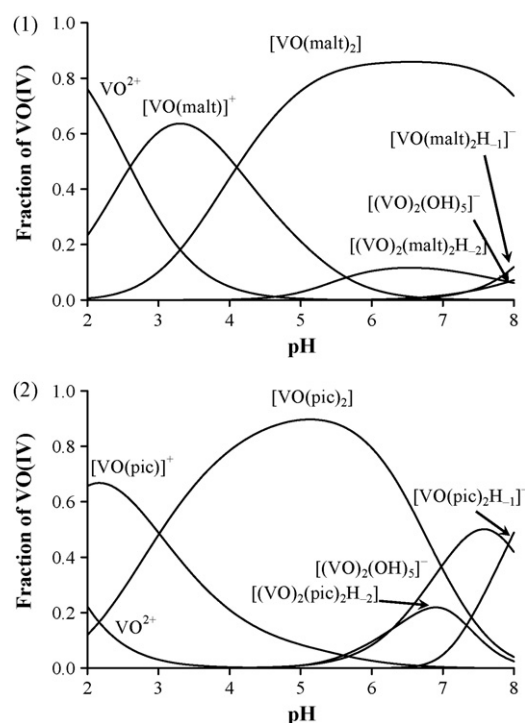 (1)
1.0
0.8
0.6
0.4
0.2
0.0
Fraction of VO(IV)
VO²⁺
[VO(malt)]⁺
[VO(malt)₂]
[VO(malt)₂H₋₁]⁻
[(VO)₂(OH)₅]⁻
[(VO)₂(malt)₂H₋₂]
2 3 4 5 6 7 8
pH
(2)
1.0
0.8
0.6
0.4
0.2
0.0
Fraction of VO(IV)
[VO(pic)]⁺
VO²⁺
[VO(pic)₂]
[VO(pic)₂H₋₁]⁻
[(VO)₂(OH)₅]⁻
[(VO)₂(pic)₂H₋₂]
2 3 4 5 6 7 8
pH